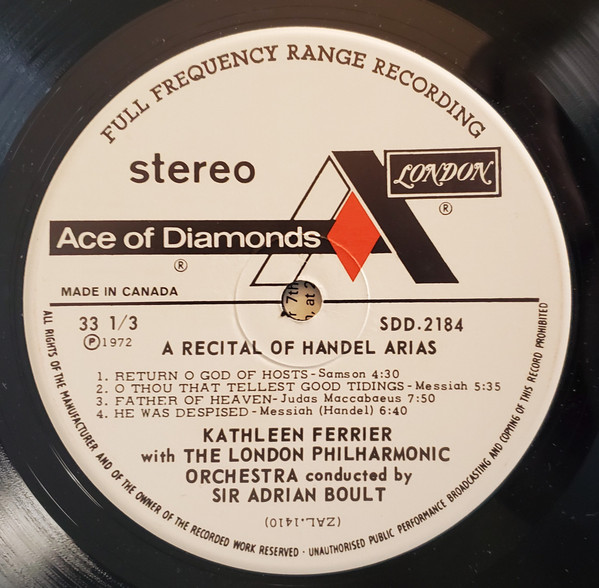 FULL FREQUENCY RANGE RECORDING
stereo
LONDON
®
Ace of Diamonds
®
MADE IN CANADA
33 1/3
SDD.2184
Ⓟ1972
A RECITAL OF HANDEL ARIAS
1. RETURN O GOD OF HOSTS-Samson 4:30
2. O THOU THAT TELLEST GOOD TIDINGS-Messiah 5:35
3. FATHER OF HEAVEN-Judas Maccabaeus 7:50
4. HE WAS DESPISED-Messiah (Handel) 6:40
KATHLEEN FERRIER
with THE LONDON PHILHARMONIC
ORCHESTRA conducted by
SIR ADRIAN BOULT
(ZAL.1410)
ALL RIGHTS OF THE MANUFACTURER AND OF THE OWNER OF THE RECORDED WORK RESERVED · UNAUTHORISED PUBLIC PERFORMANCE BROADCASTING AND COPYING OF THIS RECORD PROHIBITED